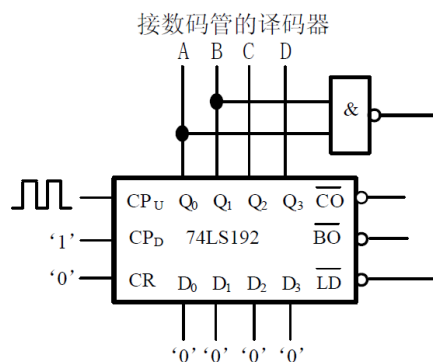 接数码管的译码器
A B C D
&
CPU Q0 Q1 Q2 Q3 CO
'1' CPD 74LS192 BO
'0' CR D0 D1 D2 D3 LD
'0' '0' '0' '0'